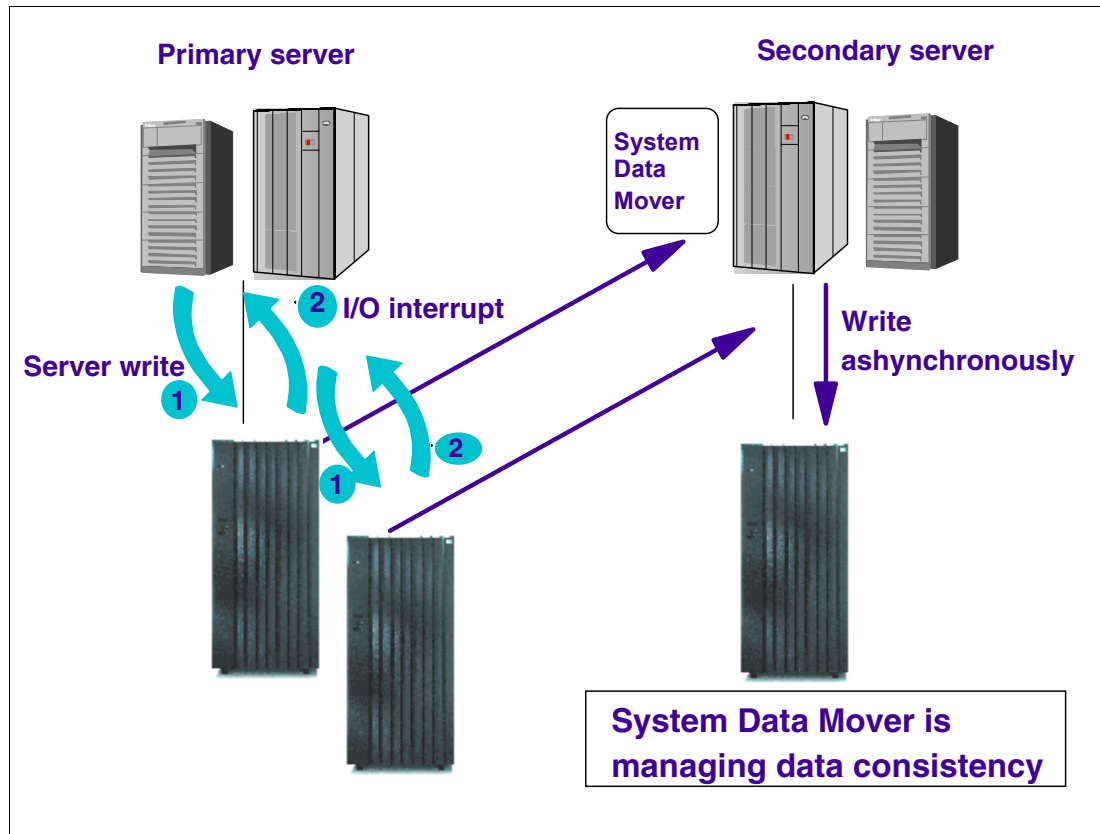 Primary server
Secondary server
System
Data
Mover
2 I/O interrupt
Server write
1
Write
ashynchronously
2
1
System Data Mover is
managing data consistency